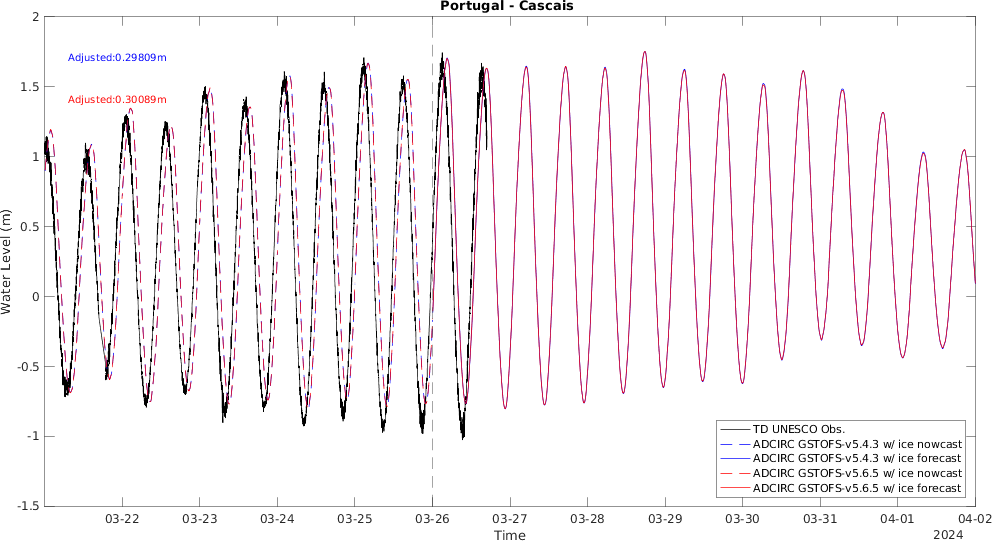 Portugal - Cascais
2
Adjusted:0.29809m
1.5
Adjusted:0.30089m
1
0.5
Water Level (m)
0
-0.5
-1
-1.5
TD UNESCO Obs.
ADCIRC GSTOFS-v5.4.3 w/ ice nowcast
ADCIRC GSTOFS-v5.4.3 w/ ice forecast
ADCIRC GSTOFS-v5.6.5 w/ ice nowcast
ADCIRC GSTOFS-v5.6.5 w/ ice forecast
03-22 03-23 03-24 03-25 03-26 03-27 03-28 03-29 03-30 03-31 04-01 04-02
Time
2024